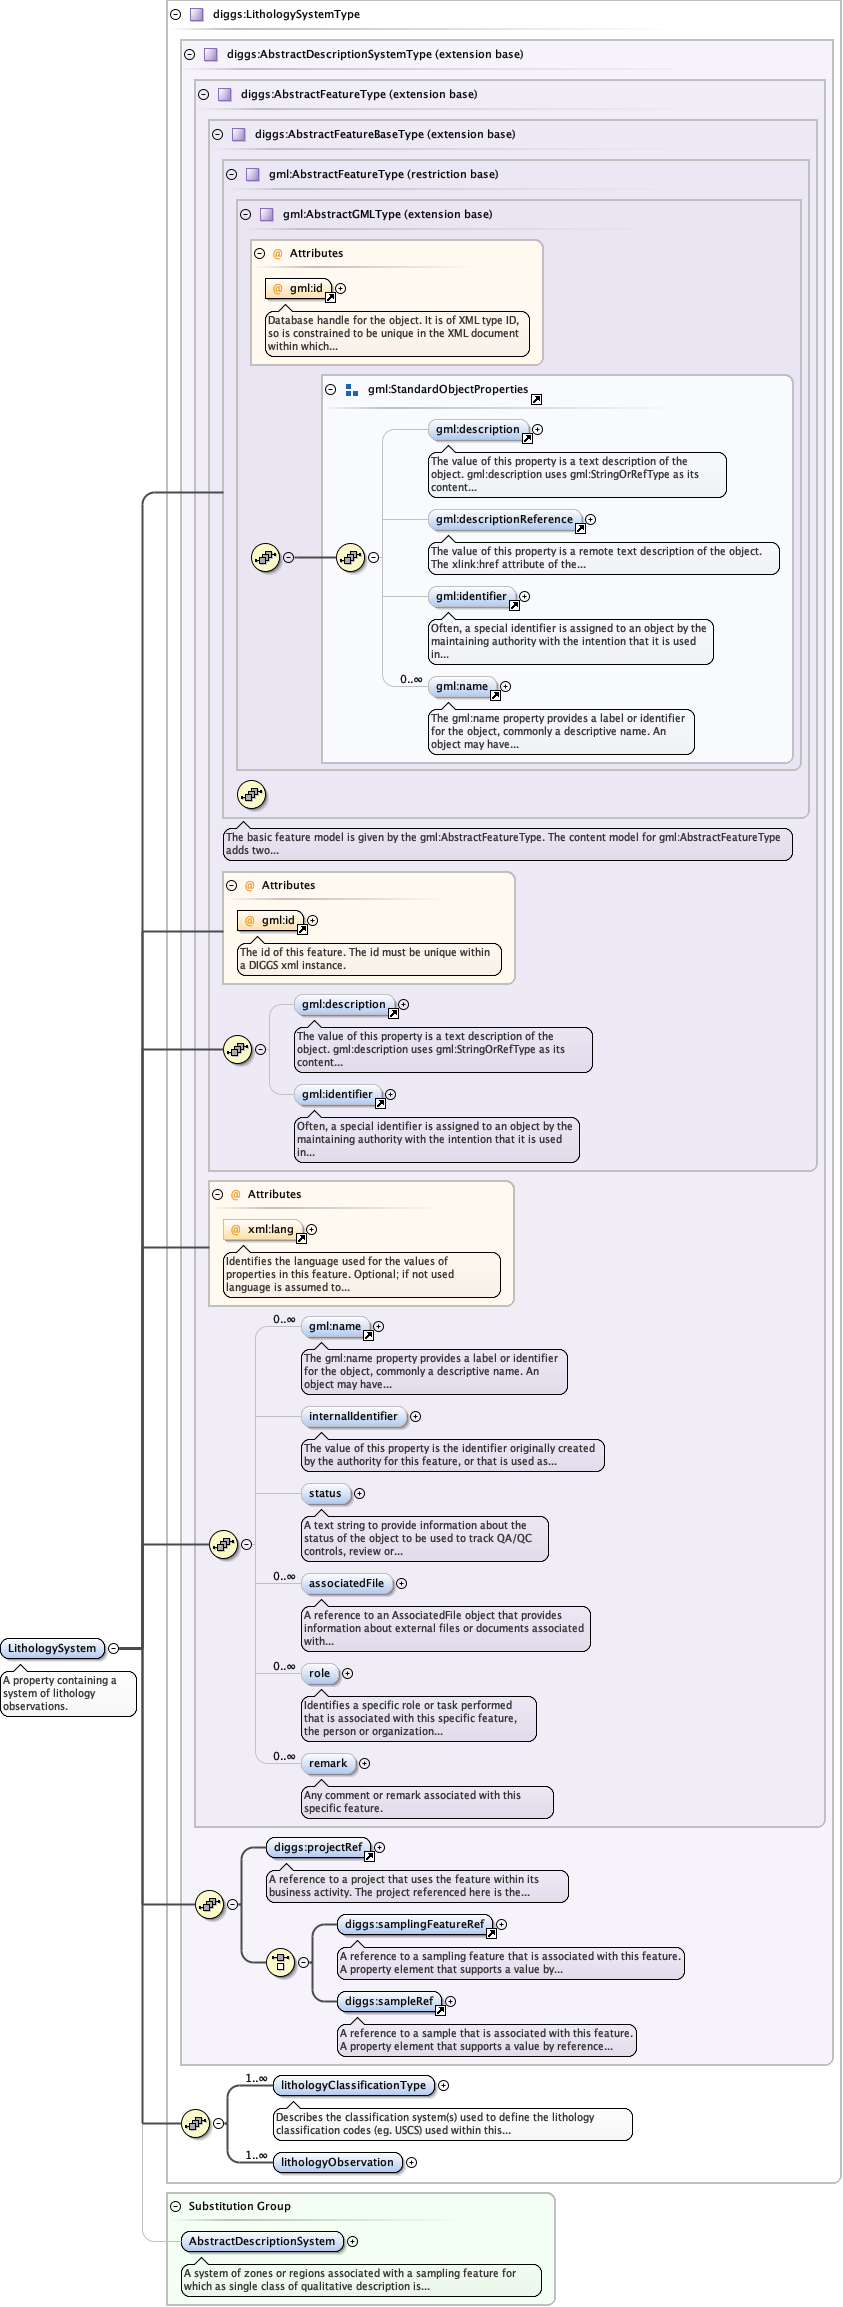 diggs:LithologySystemType
diggs:AbstractDescriptionSystemType (extension base)
diggs:AbstractFeatureType (extension base)
diggs:AbstractFeatureBaseType (extension base)
gml:AbstractFeatureType (restriction base)
gml:AbstractGMLType (extension base)
@ Attributes
@ gml:id
Database handle for the object. It is of XML type ID,
so is constrained to be unique in the XML document
within which...
gml:StandardObjectProperties
gml:description
The value of this property is a text description of the
object. gml:description uses gml:StringOrRefType as its
content...
gml:descriptionReference
The value of this property is a remote text description of the object.
The xlink:href attribute of the...
gml:identifier
Often, a special identifier is assigned to an object by the
maintaining authority with the intention that it is used
in...
0..∞
gml:name
The gml:name property provides a label or identifier
for the object, commonly a descriptive name. An
object may have...
The basic feature model is given by the gml:AbstractFeatureType. The content model for gml:AbstractFeatureType
adds two...
@ Attributes
@ gml:id
The id of this feature. The id must be unique within
a DIGGS xml instance.
gml:description
The value of this property is a text description of the
object. gml:description uses gml:StringOrRefType as its
content...
gml:identifier
Often, a special identifier is assigned to an object by the
maintaining authority with the intention that it is used
in...
@ Attributes
@ xml:lang
Identifies the language used for the values of
properties in this feature. Optional; if not used
language is assumed to...
0..∞
gml:name
The gml:name property provides a label or identifier
for the object, commonly a descriptive name. An
object may have...
internalIdentifier
The value of this property is the identifier originally created
by the authority for this feature, or that is used as...
status
A text string to provide information about the
status of the object to be used to track QA/QC
controls, review or...
0..∞
associatedFile
A reference to an AssociatedFile object that provides
information about external files or documents associated
with...
LithologySystem
A property containing a
system of lithology
observations.
0..∞
role
Identifies a specific role or task performed
that is associated with this specific feature,
the person or organization...
0..∞
remark
Any comment or remark associated with this
specific feature.
diggs:projectRef
A reference to a project that uses the feature within its
business activity. The project referenced here is the...
diggs:samplingFeatureRef
A reference to a sampling feature that is associated with this feature.
A property element that supports a value by...
diggs:sampleRef
A reference to a sample that is associated with this feature.
A property element that supports a value by reference...
1..∞
lithologyClassificationType
Describes the classification system(s) used to define the lithology
classification codes (eg. USCS) used within this...
1..∞
lithologyObservation
Substitution Group
AbstractDescriptionSystem
A system of zones or regions associated with a sampling feature for
which as single class of qualitative description is...